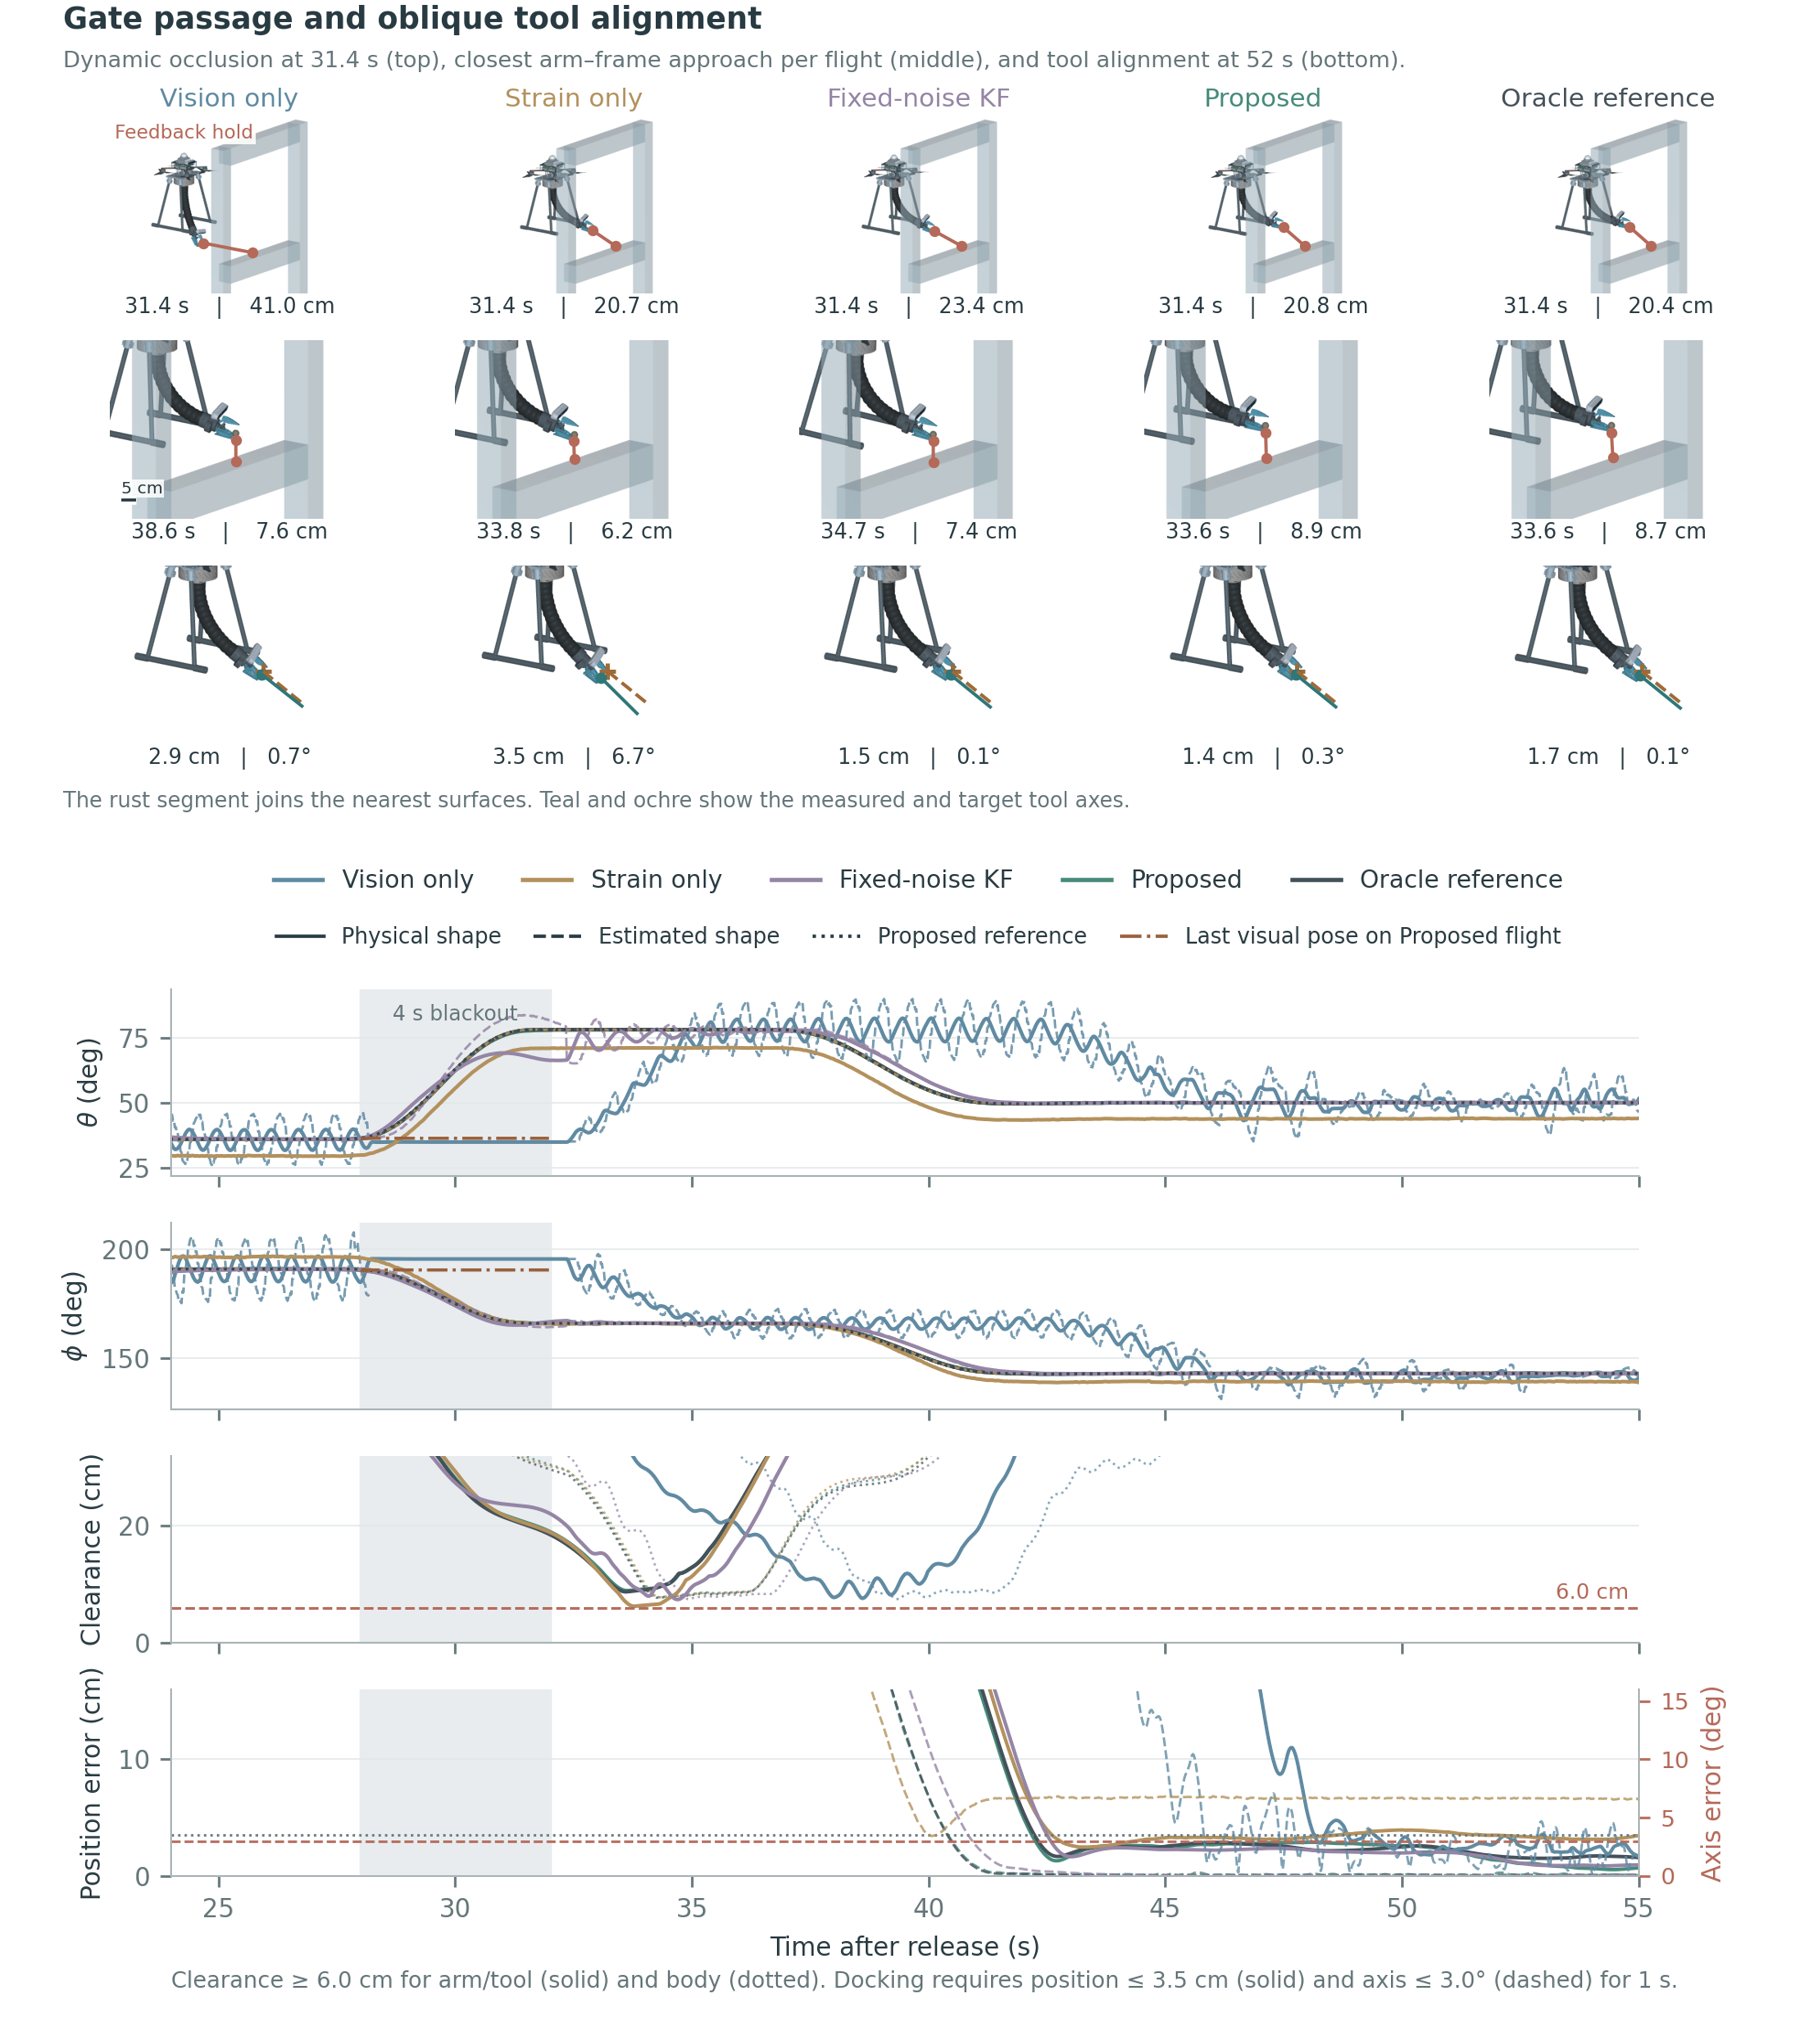 Gate passage and oblique tool alignment
Dynamic occlusion at 31.4 s (top), closest arm–frame approach per flight (middle), and tool alignment at 52 s (bottom).
Vision only Strain only Fixed-noise KF Proposed Oracle reference
Feedback hold
31.4 s | 41.0 cm 31.4 s | 20.7 cm 31.4 s | 23.4 cm 31.4 s | 20.8 cm 31.4 s | 20.4 cm
5 cm
38.6 s | 7.6 cm 33.8 s | 6.2 cm 34.7 s | 7.4 cm 33.6 s | 8.9 cm 33.6 s | 8.7 cm
2.9 cm | 0.7° 3.5 cm | 6.7° 1.5 cm | 0.1° 1.4 cm | 0.3° 1.7 cm | 0.1°
The rust segment joins the nearest surfaces. Teal and ochre show the measured and target tool axes.
Vision only Strain only Fixed-noise KF Proposed Oracle reference
Physical shape Estimated shape Proposed reference Last visual pose on Proposed flight
4 s blackout
θ (deg)
75
50
25
ϕ (deg)
200
150
Clearance (cm)
20
0
6.0 cm
Position error (cm)
10
0
15
10
5
0
Axis error (deg)
25 30 35 40 45 50 55
Time after release (s)
Clearance ≥ 6.0 cm for arm/tool (solid) and body (dotted). Docking requires position ≤ 3.5 cm (solid) and axis ≤ 3.0° (dashed) for 1 s.